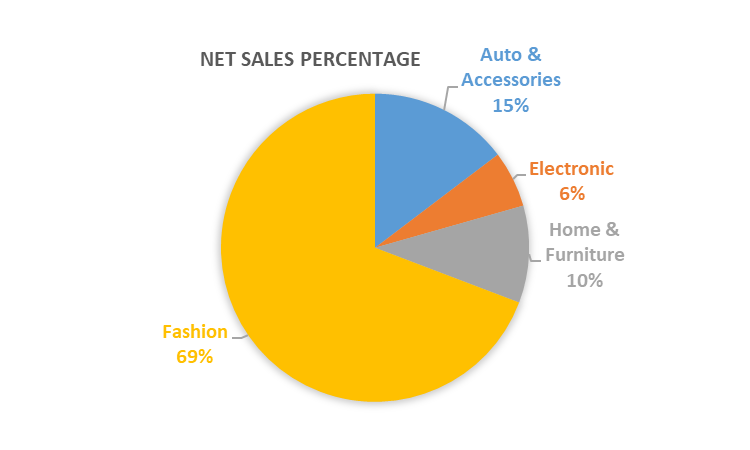 NET SALES PERCENTAGE
Auto &
Accessories
15%
Electronic
6%
Home &
Furniture
10%
Fashion
69%